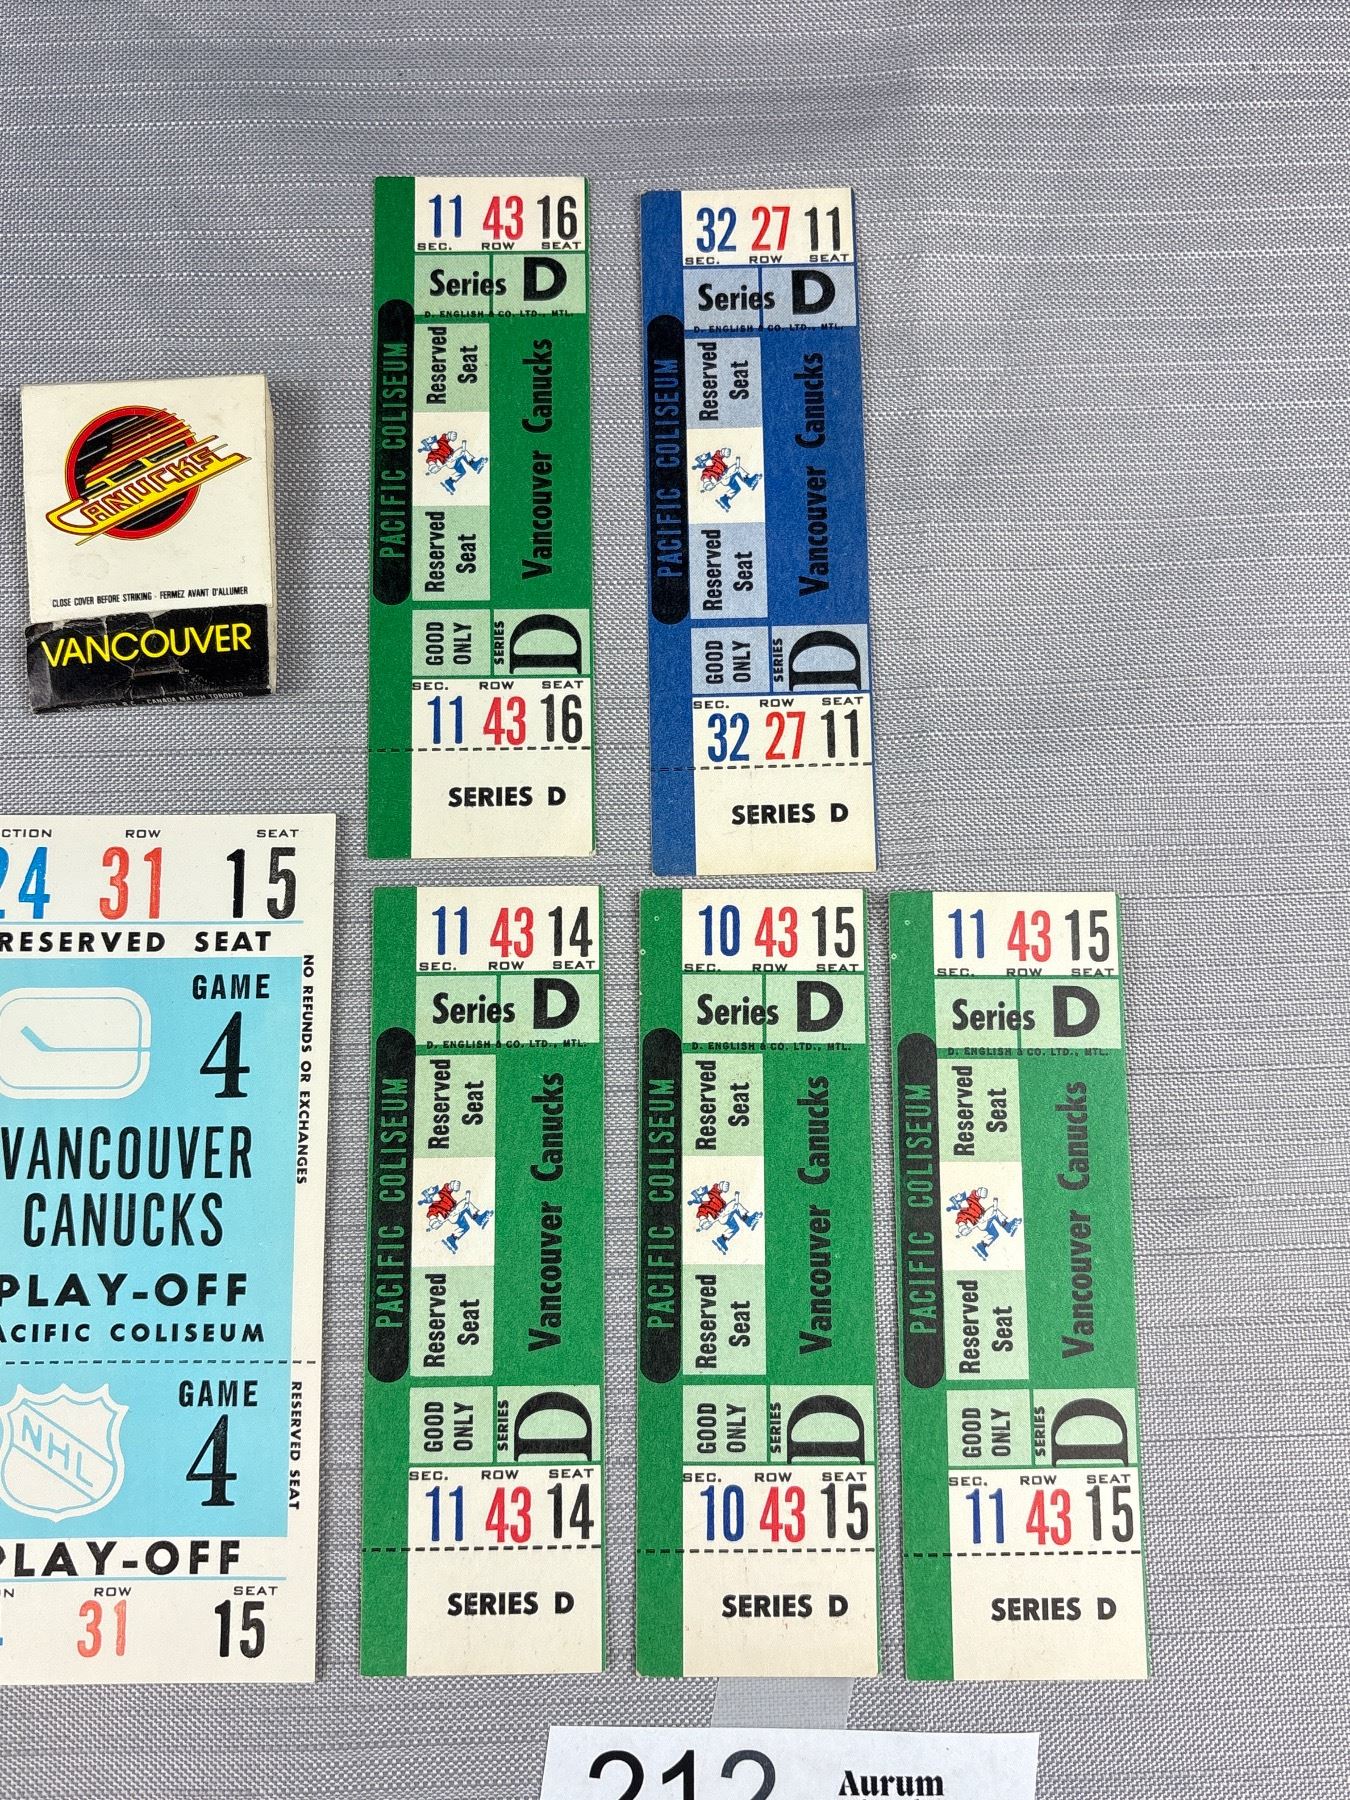 CANUCKS
CLOSE COVER BEFORE STRIKING - FERMEZ AVANT D'ALLUMER
VANCOUVER
CANADA MATCH TORONTO
11 43 16
SEC. ROW SEAT
Series D
D. ENGLISH & CO. LTD., MTL.
PACIFIC COLISEUM
Reserved
Seat
Vancouver Canucks
Reserved
Seat
GOOD
ONLY
SERIES
D
SEC. ROW SEAT
11 43 16
SERIES D
32 27 11
SEC. ROW SEAT
Series D
D. ENGLISH & CO. LTD., MTL.
PACIFIC COLISEUM
Reserved
Seat
Vancouver Canucks
Reserved
Seat
GOOD
ONLY
SERIES
D
SEC. ROW SEAT
32 27 11
SERIES D
CTION ROW SEAT
24 31 15
RESERVED SEAT
NO REFUNDS OR EXCHANGES
GAME
4
VANCOUVER
CANUCKS
PLAY-OFF
ACIFIC COLISEUM
GAME
4
NHL
RESERVED SEAT
PLAY-OFF
N ROW SEAT
31 15
11 43 14
SEC. ROW SEAT
Series D
D. ENGLISH & CO. LTD., MTL.
PACIFIC COLISEUM
Reserved
Seat
Vancouver Canucks
Reserved
Seat
GOOD
ONLY
SERIES
D
SEC. ROW SEAT
11 43 14
SERIES D
10 43 15
SEC. ROW SEAT
Series D
D. ENGLISH & CO. LTD., MTL.
PACIFIC COLISEUM
Reserved
Seat
Vancouver Canucks
Reserved
Seat
GOOD
ONLY
SERIES
D
SEC. ROW SEAT
10 43 15
SERIES D
11 43 15
SEC. ROW SEAT
Series D
D. ENGLISH & CO. LTD., MTL.
PACIFIC COLISEUM
Reserved
Seat
Vancouver Canucks
Reserved
Seat
GOOD
ONLY
SERIES
D
SEC. ROW SEAT
11 43 15
SERIES D
212 Aurum